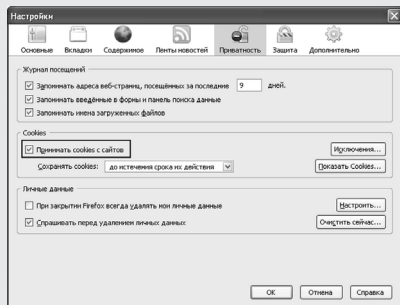 Настройки
Основные Вкладки Содержимое Ленты новостей Приватность Защита Дополнительно
Журнал посещений
Запоминать адреса веб-страниц, посещённых за последние 9 дней.
Запоминать введённые в формы и панель поиска данные
Запоминать имена загруженных файлов
Cookies
Принимать cookies с сайтов Исключения...
Сохранять cookies: до истечения срока их действия Показать Cookies...
Личные данные
При закрытии Firefox всегда удалять мои личные данные Настроить...
Спрашивать перед удалением личных данных Очистить сейчас...
OK Отмена Справка